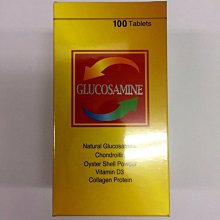 100 Tablets
GLUCOSAMINE
Natural Glucosamine
Chondroitin
Oyster Shell Powder
Vitamin D3
Collagen Protein